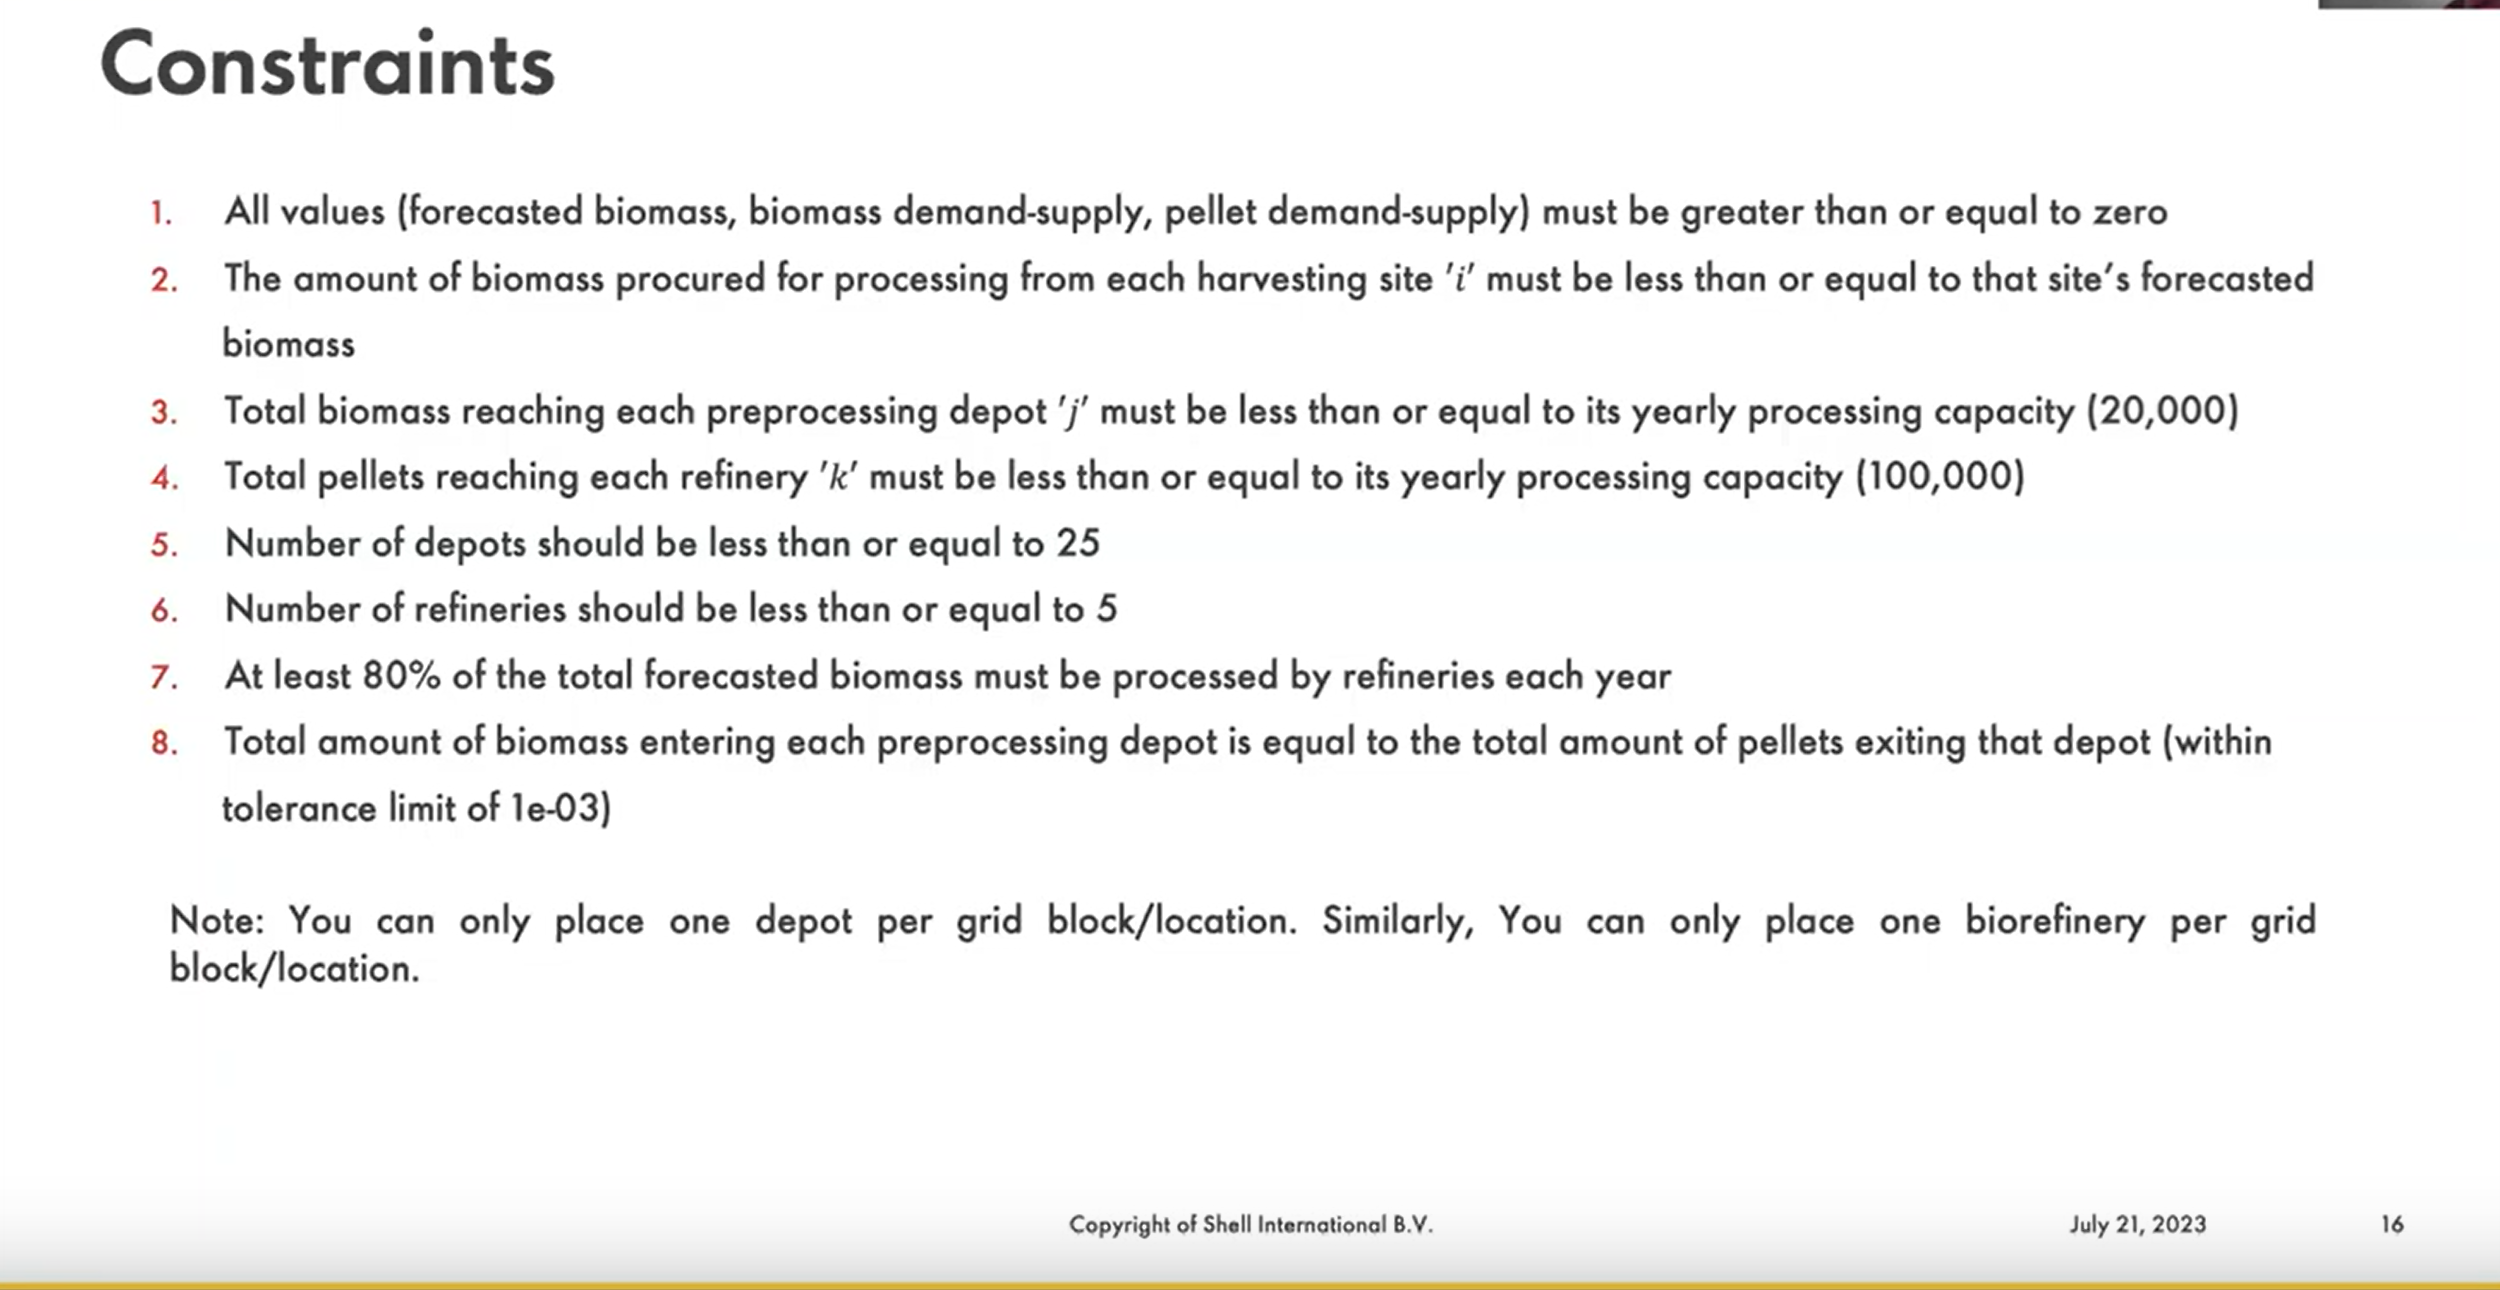 Constraints
1. All values (forecasted biomass, biomass demand-supply, pellet demand-supply) must be greater than or equal to zero
2. The amount of biomass procured for processing from each harvesting site 'i' must be less than or equal to that site's forecasted
biomass
3. Total biomass reaching each preprocessing depot 'j' must be less than or equal to its yearly processing capacity (20,000)
4. Total pellets reaching each refinery 'k' must be less than or equal to its yearly processing capacity (100,000)
5. Number of depots should be less than or equal to 25
6. Number of refineries should be less than or equal to 5
7. At least 80% of the total forecasted biomass must be processed by refineries each year
8. Total amount of biomass entering each preprocessing depot is equal to the total amount of pellets exiting that depot (within
tolerance limit of 1e-03)
Note: You can only place one depot per grid block/location. Similarly, You can only place one biorefinery per grid
block/location.
Copyright of Shell International B.V.
July 21, 2023
16